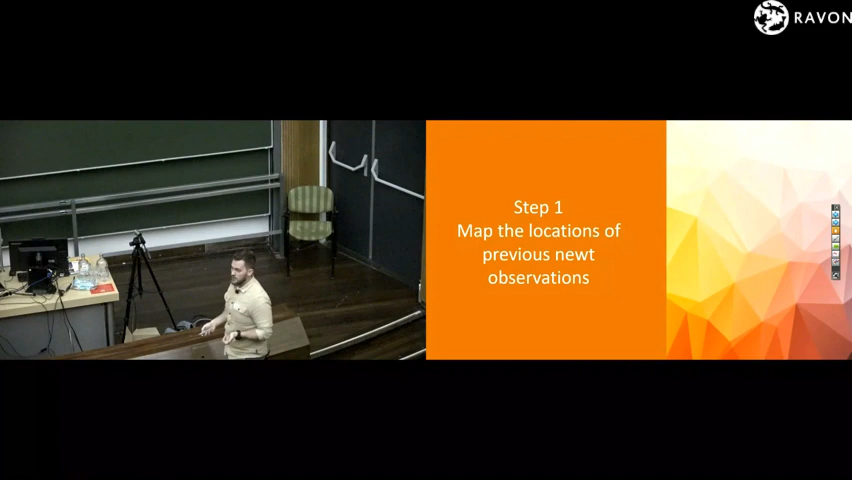 RAVON
Step 1
Map the locations of
previous newt
observations